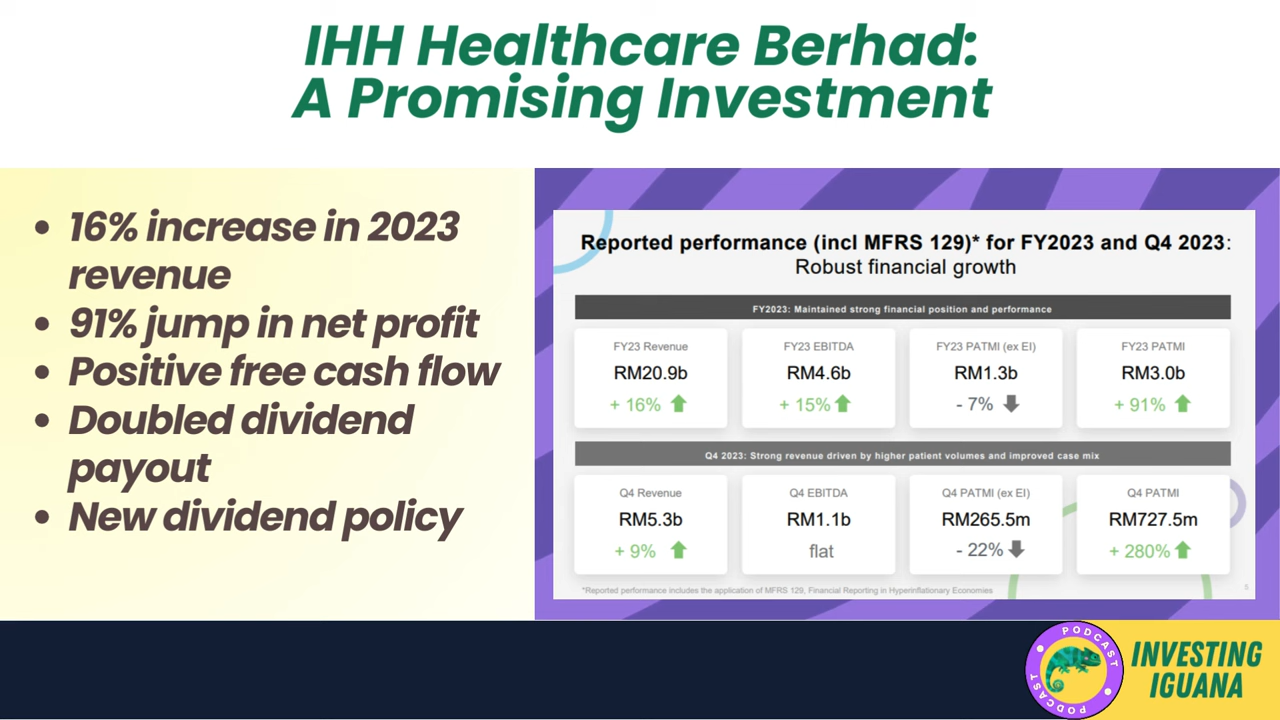 IHH Healthcare Berhad:
A Promising Investment
• 16% increase in 2023
revenue
• 91% jump in net profit
• Positive free cash flow
• Doubled dividend
payout
• New dividend policy
Reported performance (incl MFRS 129)* for FY2023 and Q4 2023:
Robust financial growth
FY2023: Maintained strong financial position and performance
FY23 Revenue
RM20.9b
+ 16%
FY23 EBITDA
RM4.6b
+ 15%
FY23 PATMI (ex EI)
RM1.3b
- 7%
FY23 PATMI
RM3.0b
+ 91%
Q4 2023: Strong revenue driven by higher patient volumes and improved case mix
Q4 Revenue
RM5.3b
+ 9%
Q4 EBITDA
RM1.1b
flat
Q4 PATMI (ex EI)
RM265.5m
- 22%
Q4 PATMI
RM727.5m
+ 280%
*Reported performance includes the application of MFRS 129, Financial Reporting in Hyperinflationary Economies
PODCAST
PODCAST
INVESTING
IGUANA